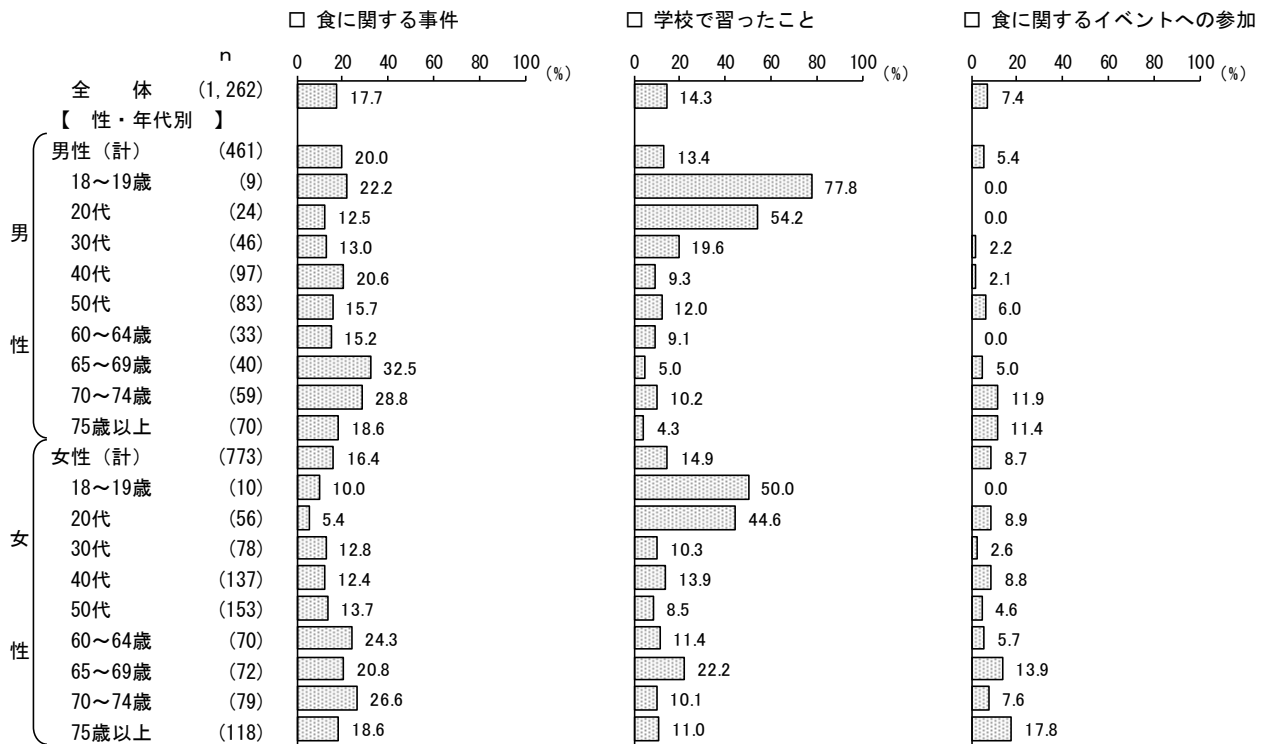 □ 食に関する事件 □ 学校で習ったこと □ 食に関するイベントへの参加
n 0 20 40 60 80 100 (%) 0 20 40 60 80 100 (%) 0 20 40 60 80 100 (%)
全 体 (1,262) 17.7 14.3 7.4
【 性・年代別 】
男性（計） (461) 20.0 13.4 5.4
18～19歳 (9) 22.2 77.8 0.0
20代 (24) 12.5 54.2 0.0
男
30代 (46) 13.0 19.6 2.2
40代 (97) 20.6 9.3 2.1
50代 (83) 15.7 12.0 6.0
性
60～64歳 (33) 15.2 9.1 0.0
65～69歳 (40) 32.5 5.0 5.0
70～74歳 (59) 28.8 10.2 11.9
75歳以上 (70) 18.6 4.3 11.4
女性（計） (773) 16.4 14.9 8.7
18～19歳 (10) 10.0 50.0 0.0
20代 (56) 5.4 44.6 8.9
女
30代 (78) 12.8 10.3 2.6
40代 (137) 12.4 13.9 8.8
50代 (153) 13.7 8.5 4.6
60～64歳 (70) 24.3 11.4 5.7
性
65～69歳 (72) 20.8 22.2 13.9
70～74歳 (79) 26.6 10.1 7.6
75歳以上 (118) 18.6 11.0 17.8